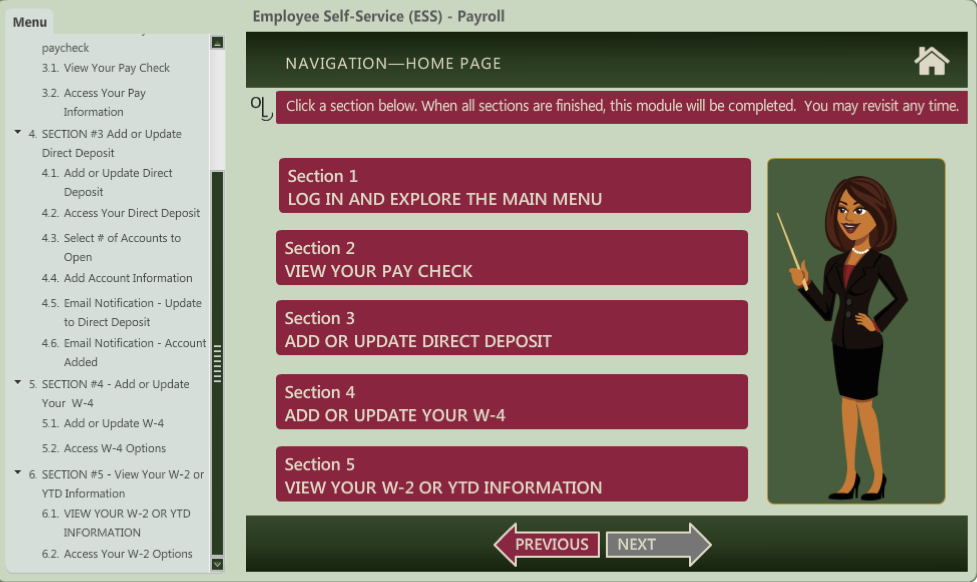 Employee Self-Service (ESS) - Payroll
Menu
paycheck
3.1. View Your Pay Check
3.2. Access Your Pay
Information
4. SECTION #3 Add or Update
Direct Deposit
4.1. Add or Update Direct
Deposit
4.2. Access Your Direct Deposit
4.3. Select # of Accounts to
Open
4.4. Add Account Information
4.5. Email Notification - Update
to Direct Deposit
4.6. Email Notification - Account
Added
5. SECTION #4 - Add or Update
Your W-4
5.1. Add or Update W-4
5.2. Access W-4 Options
6. SECTION #5 - View Your W-2 or
YTD Information
6.1. VIEW YOUR W-2 OR YTD
INFORMATION
6.2. Access Your W-2 Options
NAVIGATION—HOME PAGE
Click a section below. When all sections are finished, this module will be completed. You may revisit any time.
Section 1
LOG IN AND EXPLORE THE MAIN MENU
Section 2
VIEW YOUR PAY CHECK
Section 3
ADD OR UPDATE DIRECT DEPOSIT
Section 4
ADD OR UPDATE YOUR W-4
Section 5
VIEW YOUR W-2 OR YTD INFORMATION
PREVIOUS
NEXT